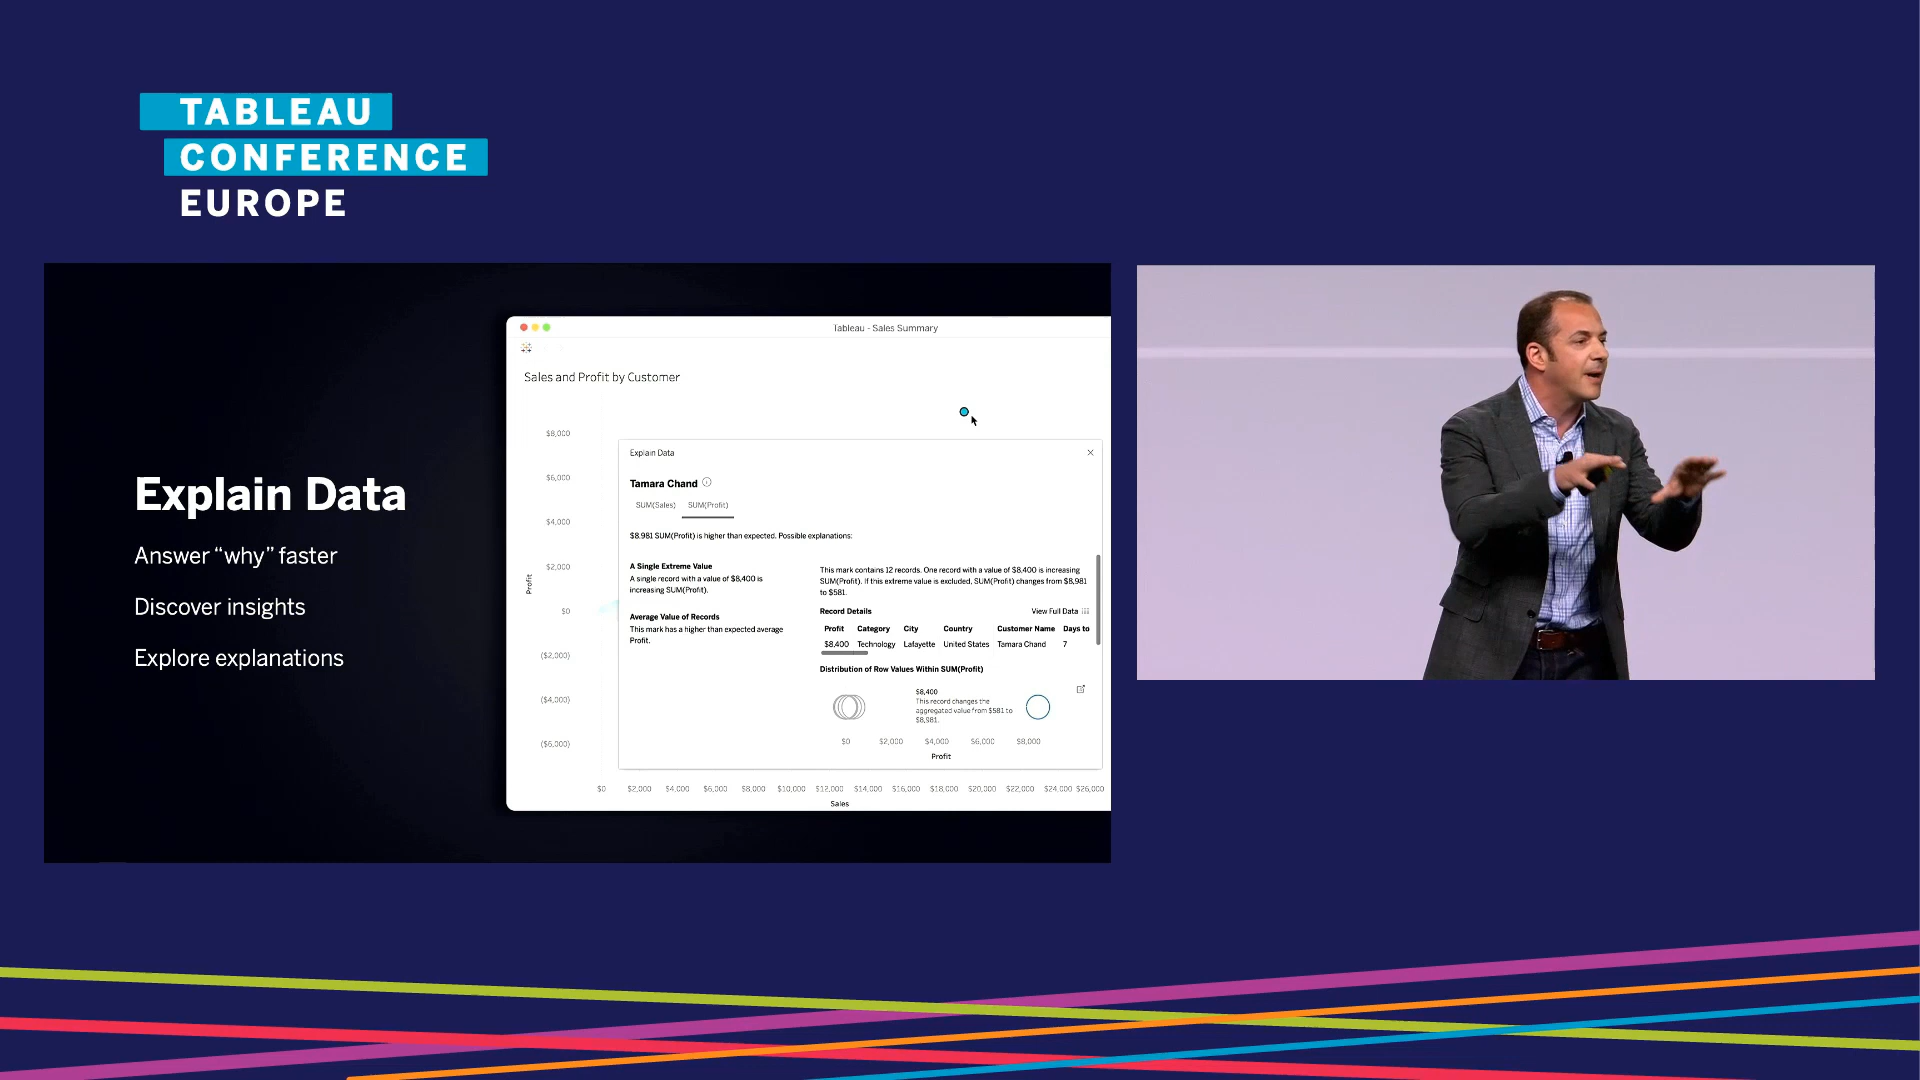 TABLEAU
CONFERENCE
EUROPE
Explain Data
Answer “why” faster
Discover insights
Explore explanations
Tableau - Sales Summary
Sales and Profit by Customer
$8,000
$6,000
$4,000
$2,000
$0
($2,000)
($4,000)
($6,000)
Profit
Explain Data
Tamara Chand
SUM(Sales) SUM(Profit)
$8,981 SUM(Profit) is higher than expected. Possible explanations:
A Single Extreme Value
A single record with a value of $8,400 is
increasing SUM(Profit).
Average Value of Records
This mark has a higher than expected average
Profit.
This mark contains 12 records. One record with a value of $8,400 is increasing
SUM(Profit). If this extreme value is excluded, SUM(Profit) changes from $8,981
to $581.
Record Details View Full Data
Profit Category City Country Customer Name Days to
$8,400 Technology Lafayette United States Tamara Chand 7
Distribution of Row Values Within SUM(Profit)
$8,400
This record changes the
aggregated value from $581 to
$8,981.
$0 $2,000 $4,000 $6,000 $8,000
Profit
$0 $2,000 $4,000 $6,000 $8,000 $10,000 $12,000 $14,000 $16,000 $18,000 $20,000 $22,000 $24,000 $26,000
Sales